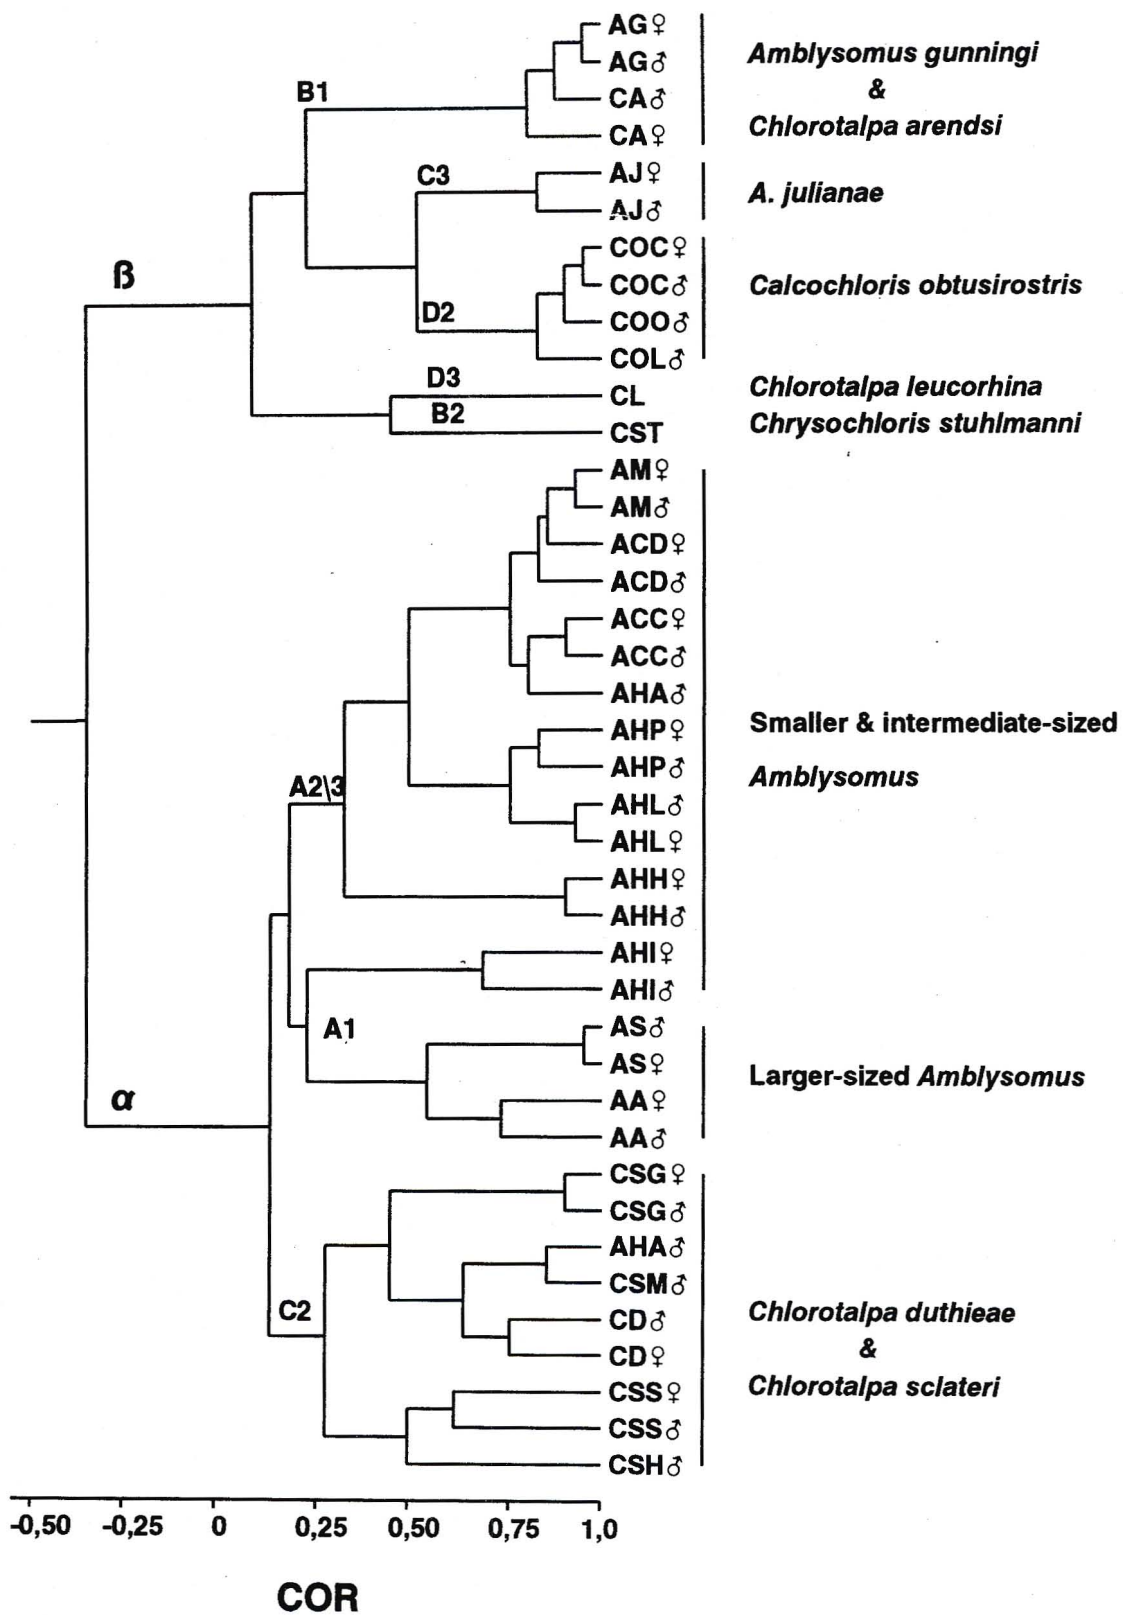 AG♀
AG♂
CA♂
CA♀
Amblysomus gunningi
&
Chlorotalpa arendsi
B1
AJ♀
AJ♂
A. julianae
C3
COC♀
COC♂
COO♂
COL♂
Calcochloris obtusirostris
ß
D2
D3
CL
Chlorotalpa leucorhina
B2
CST
Chrysochloris stuhlmanni
AM♀
AM♂
ACD♀
ACD♂
ACC♀
ACC♂
AHA♂
AHP♀
AHP♂
AHL♂
AHL♀
AHH♀
AHH♂
AHI♀
AHI♂
Smaller & intermediate-sized
Amblysomus
A2\3
A1
AS♂
AS♀
AA♀
AA♂
Larger-sized Amblysomus
α
CSG♀
CSG♂
AHA♂
CSM♂
CD♂
CD♀
CSS♀
CSS♂
CSH♂
Chlorotalpa duthieae
&
Chlorotalpa sclateri
C2
-0,50 -0,25 0 0,25 0,50 0,75 1,0
COR